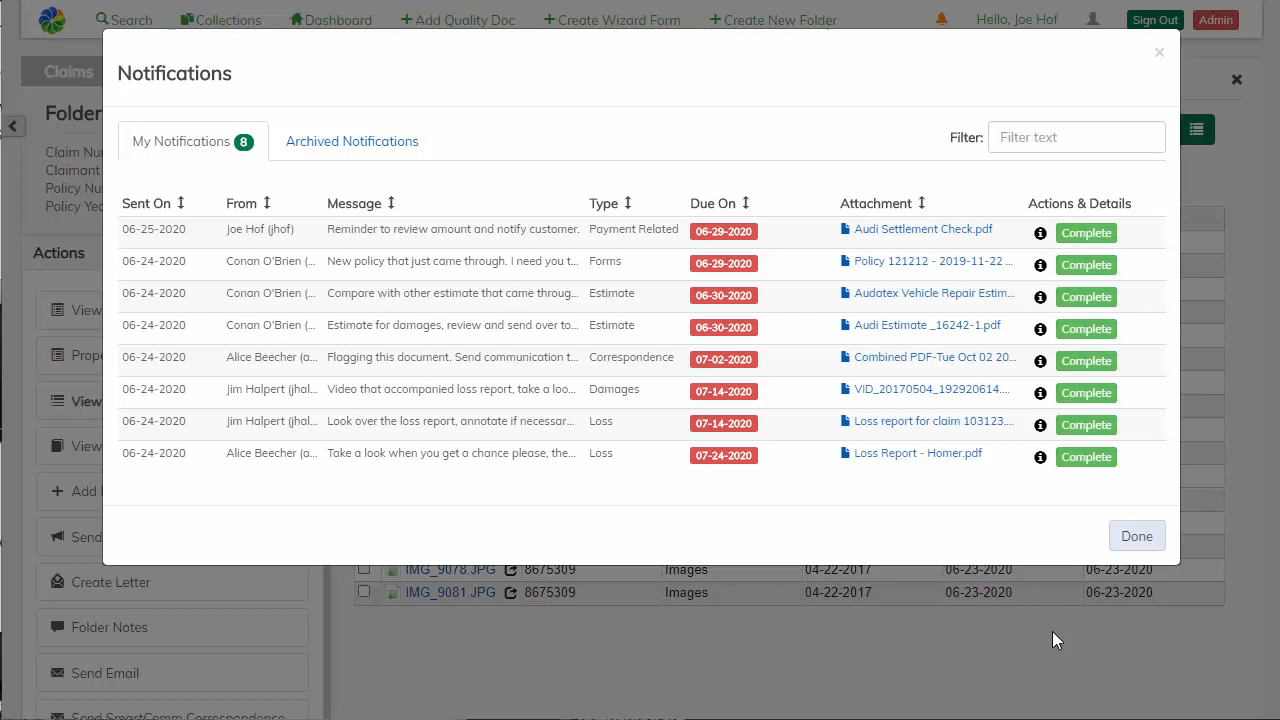 Search Collections Dashboard Add Quality Doc Create Wizard Form Create New Folder Hello, Joe Hof Sign Out Admin
Claims
Notifications
×
Folder
My Notifications 8 Archived Notifications Filter: Filter text
Claim Nu
Claimant
Policy Nu
Policy Yea
Sent On From Message Type Due On Attachment Actions & Details
06-25-2020 Joe Hof (jhof) Reminder to review amount and notify customer. Payment Related 06-29-2020 Audi Settlement Check.pdf Complete
06-24-2020 Conan O'Brien (... New policy that just came through. I need you t... Forms 06-29-2020 Policy 121212 - 2019-11-22 ... Complete
06-24-2020 Conan O'Brien (... Compare with other estimate that came throug... Estimate 06-30-2020 Audatex Vehicle Repair Estim... Complete
06-24-2020 Conan O'Brien (... Estimate for damages, review and send over to... Estimate 06-30-2020 Audi Estimate _16242-1.pdf Complete
06-24-2020 Alice Beecher (a... Flagging this document. Send communication t... Correspondence 07-02-2020 Combined PDF-Tue Oct 02 20... Complete
06-24-2020 Jim Halpert (jhal... Video that accompanied loss report, take a loo... Damages 07-14-2020 VID_20170504_192920614.... Complete
06-24-2020 Jim Halpert (jhal... Look over the loss report, annotate if necessar... Loss 07-14-2020 Loss report for claim 103123.... Complete
06-24-2020 Alice Beecher (a... Take a look when you get a chance please, the... Loss 07-24-2020 Loss Report - Homer.pdf Complete
Done
Actions
View
Prope
View
View
Add
Send
Create Letter
Folder Notes
Send Email
Send SmartComm Correspondence
IMG_9078.JPG 8675309 Images 04-22-2017 06-23-2020 06-23-2020
IMG_9081.JPG 8675309 Images 04-22-2017 06-23-2020 06-23-2020